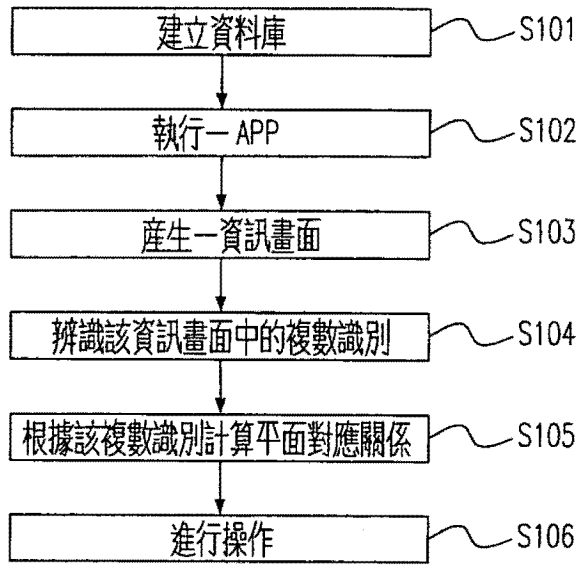 建立資料庫 S101
執行一APP S102
産生一資訊畫面 S103
辨識該資訊畫面中的複數識別 S104
根據該複數識別計算平面對應關係 S105
進行操作 S106